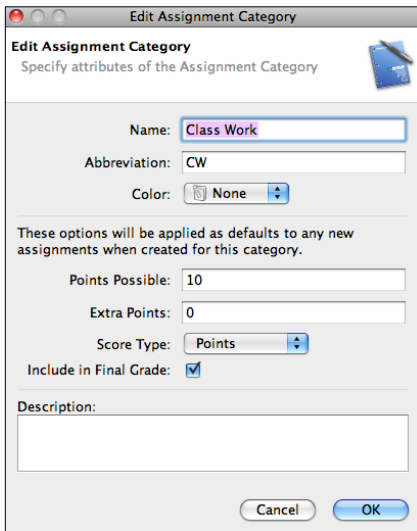 Edit Assignment Category
Edit Assignment Category
Specify attributes of the Assignment Category
Name: Class Work
Abbreviation: CW
Color: None
These options will be applied as defaults to any new
assignments when created for this category.
Points Possible: 10
Extra Points: 0
Score Type: Points
Include in Final Grade:
Description:
Cancel OK